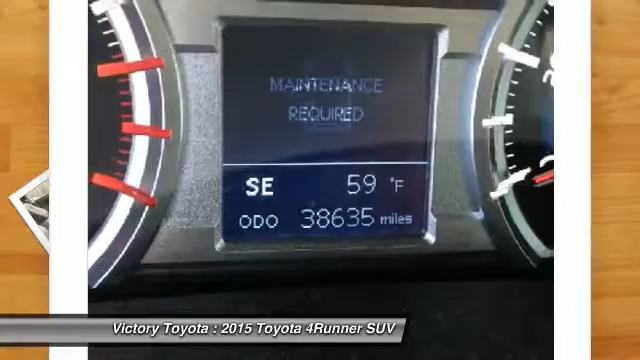 MAINTENANCE
REQUIRED
SE 59 °F
ODO 38635 miles
Victory Toyota : 2015 Toyota 4Runner SUV